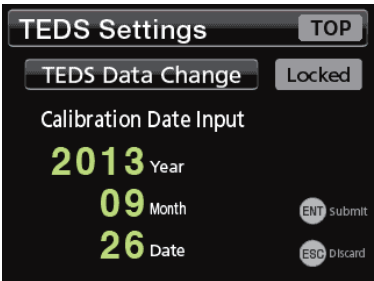 TEDS Settings TOP
TEDS Data Change Locked
Calibration Date Input
2013 Year
09 Month
ENT Submit
26 Date
ESC Discard